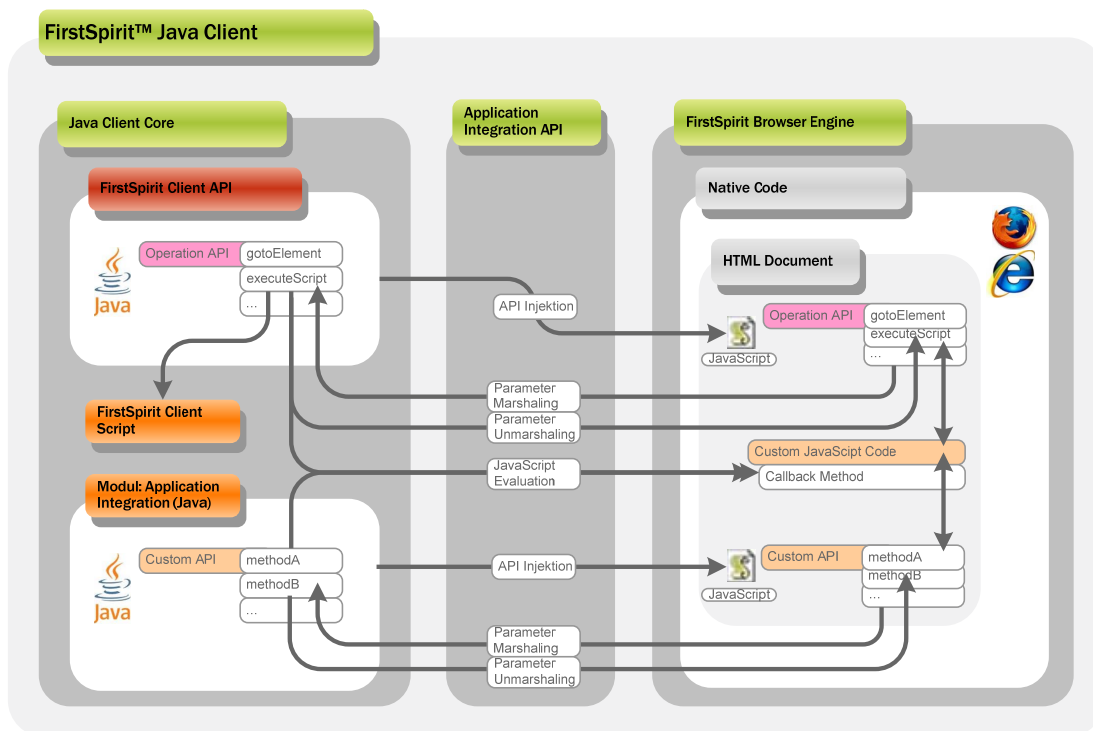 FirstSpirit™ Java Client
Java Client Core
Application
Integration API
FirstSpirit Browser Engine
FirstSpirit Client API
Native Code
Operation API
gotoElement
executeScript
...
Java
HTML Document
API Injektion
Operation API
gotoElement
executeScript
...
JavaScript
Parameter
Marshaling
Parameter
Unmarshaling
FirstSpirit Client
Script
Custom JavaScipt Code
Callback Method
JavaScript
Evaluation
Modul: Application
Integration (Java)
Custom API
methodA
methodB
...
Java
API Injektion
Custom API
methodA
methodB
...
JavaScript
Parameter
Marshaling
Parameter
Unmarshaling